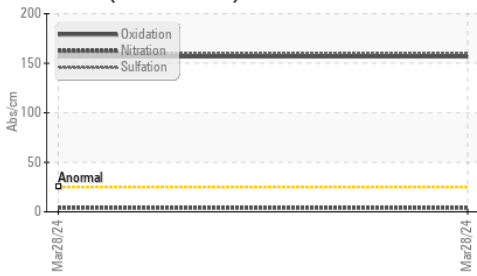 200
150
100
50
0
Abs/cm
Oxidation
Nitration
Sulfation
Anormal
Mar28/24
Mar28/24